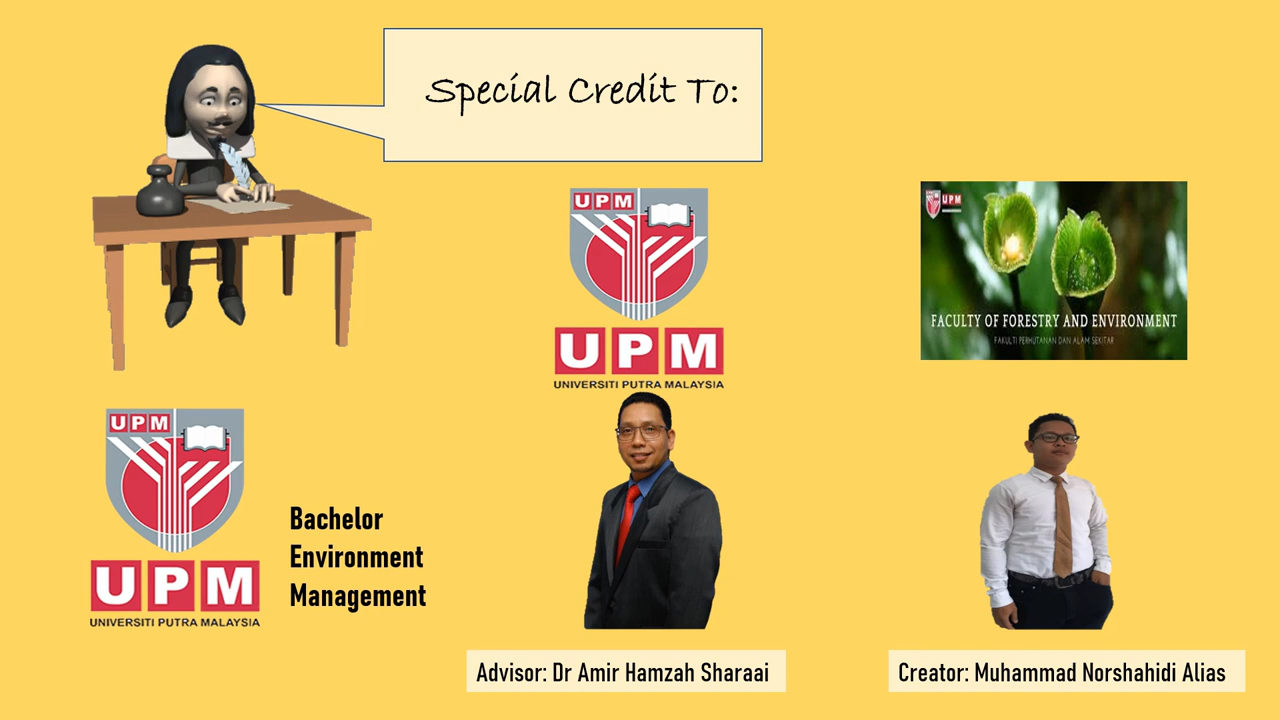 Special Credit To:
UPM
UPM
UNIVERSITI PUTRA MALAYSIA
UPM
FACULTY OF FORESTRY AND ENVIRONMENT
FAKULTI PERHUTANAN DAN ALAM SEKITAR
UPM
UPM
UNIVERSITI PUTRA MALAYSIA
Bachelor
Environment
Management
Advisor: Dr Amir Hamzah Sharaai
Creator: Muhammad Norshahidi Alias